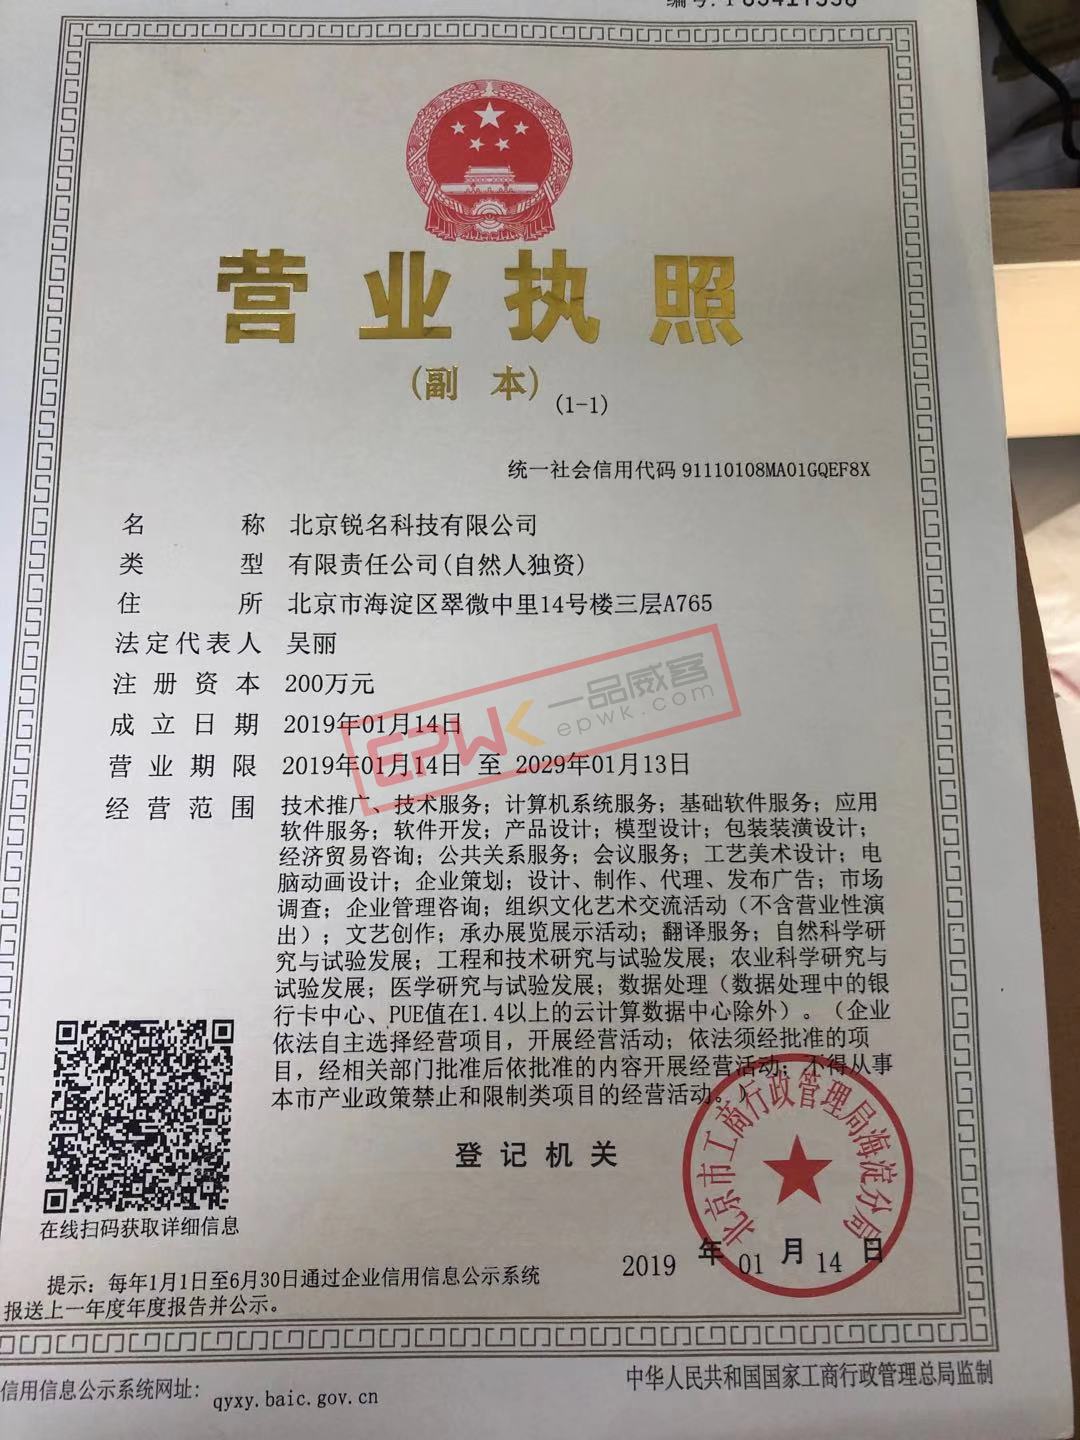 营业执照
(副 本)
(1-1)
统一社会信用代码 91110108MA01GQEF8X
名 称 北京锐名科技有限公司
类 型 有限责任公司(自然人独资)
住 所 北京市海淀区翠微中里14号楼三层A765
法定代表人 吴丽
注册资本 200万元
成立日期 2019年01月14日
营业期限 2019年01月14日 至 2029年01月13日
经营范围 技术推广、技术服务；计算机系统服务；基础软件服务；应用
软件服务；软件开发；产品设计；模型设计；包装装潢设计；
经济贸易咨询；公共关系服务；会议服务；工艺美术设计；电
脑动画设计；企业策划；设计、制作、代理、发布广告；市场
调查；企业管理咨询；组织文化艺术交流活动（不含营业性演
出）；文艺创作；承办展览展示活动；翻译服务；自然科学研
究与试验发展；工程和技术研究与试验发展；农业科学研究与
试验发展；医学研究与试验发展；数据处理（数据处理中的银
行卡中心、PUE值在1.4以上的云计算数据中心除外）。（企业
依法自主选择经营项目，开展经营活动；依法须经批准的项
目，经相关部门批准后依批准的内容开展经营活动；不得从事
本市产业政策禁止和限制类项目的经营活动。）
EPWK 一品威客
epwk.com
登记机关
北京市工商行政管理局海淀分局
2019 年 01 月 14 日
在线扫码获取详细信息
提示：每年1月1日至6月30日通过企业信用信息公示系统
报送上一年度年度报告并公示。
信用信息公示系统网址：qyxy.baic.gov.cn
中华人民共和国国家工商行政管理总局监制